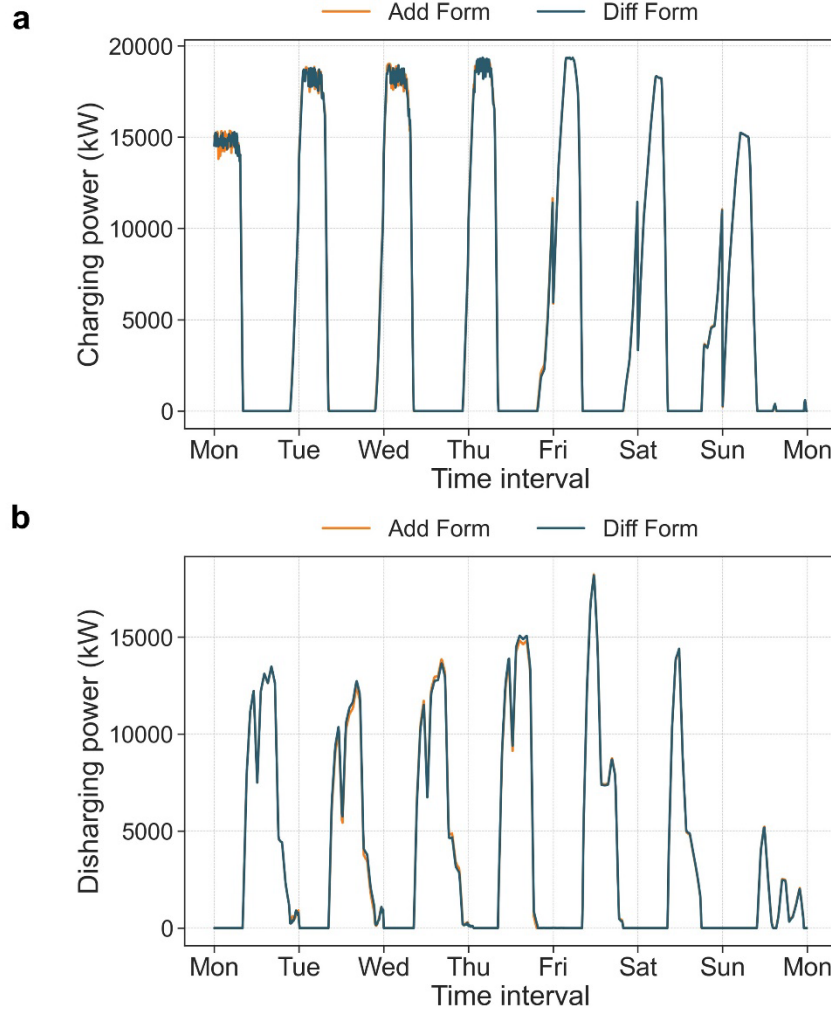 a
Add Form Diff Form
Charging power (kW)
20000
15000
10000
5000
0
Mon Tue Wed Thu Fri Sat Sun Mon
Time interval
b
Add Form Diff Form
Disharging power (kW)
15000
10000
5000
0
Mon Tue Wed Thu Fri Sat Sun Mon
Time interval